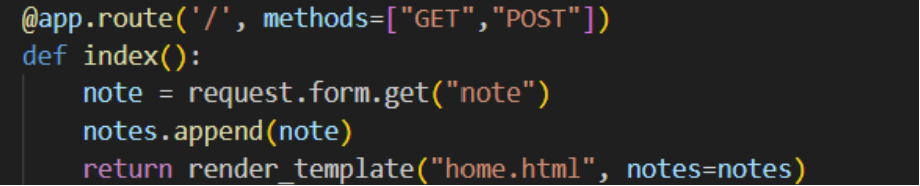 @app.route('/', methods=["GET","POST"])
def index():
    note = request.form.get("note")
    notes.append(note)
    return render_template("home.html", notes=notes)